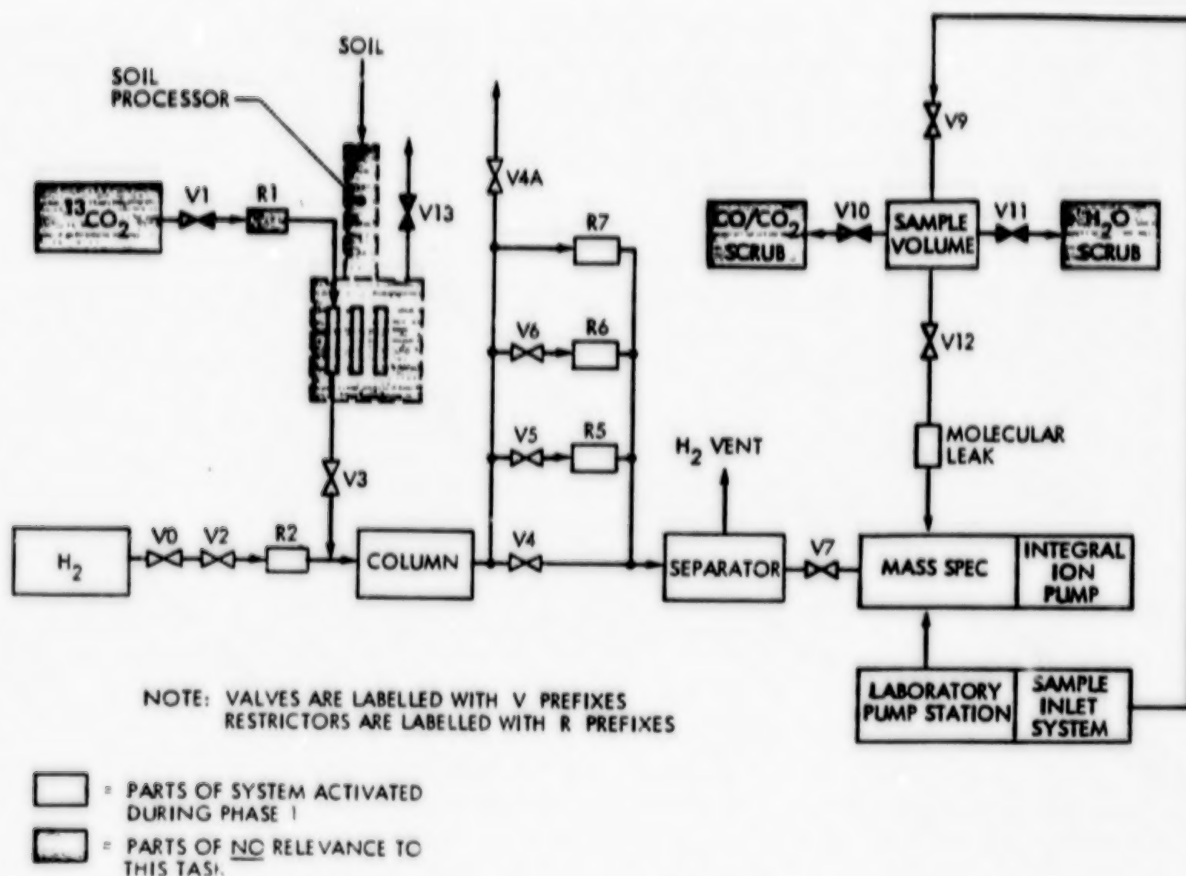 SOIL
SOIL
PROCESSOR
V9
V4A
13CO2
V1
R1
V13
R7
CO/CO2
SCRUB
V10
SAMPLE
VOLUME
V11
H2O
SCRUB
V6
R6
V12
V5
R5
H2 VENT
MOLECULAR
LEAK
V3
H2
V0
V2
R2
COLUMN
V4
SEPARATOR
V7
MASS SPEC
INTEGRAL
ION
PUMP
LABORATORY
PUMP STATION
SAMPLE
INLET
SYSTEM
NOTE: VALVES ARE LABELLED WITH V PREFIXES
RESTRICTORS ARE LABELLED WITH R PREFIXES
= PARTS OF SYSTEM ACTIVATED
DURING PHASE I
= PARTS OF NO RELEVANCE TO
THIS TASK